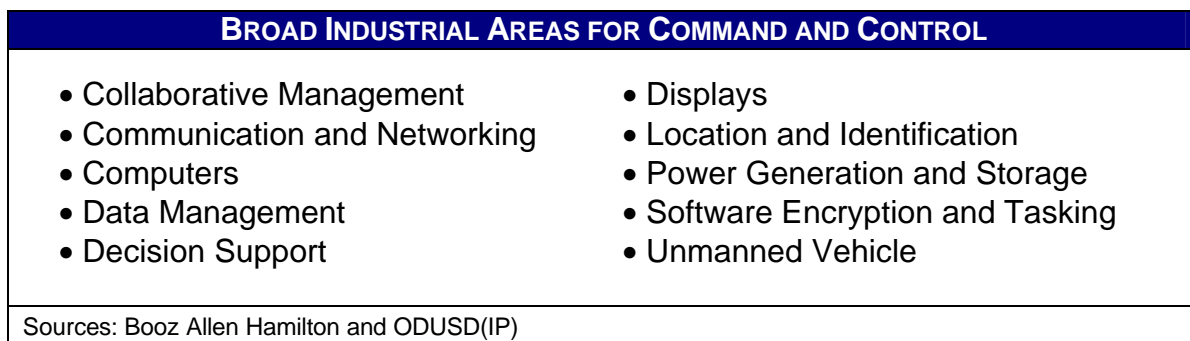 BROAD INDUSTRIAL AREAS FOR COMMAND AND CONTROL
• Collaborative Management
• Communication and Networking
• Computers
• Data Management
• Decision Support
• Displays
• Location and Identification
• Power Generation and Storage
• Software Encryption and Tasking
• Unmanned Vehicle
Sources: Booz Allen Hamilton and ODUSD(IP)